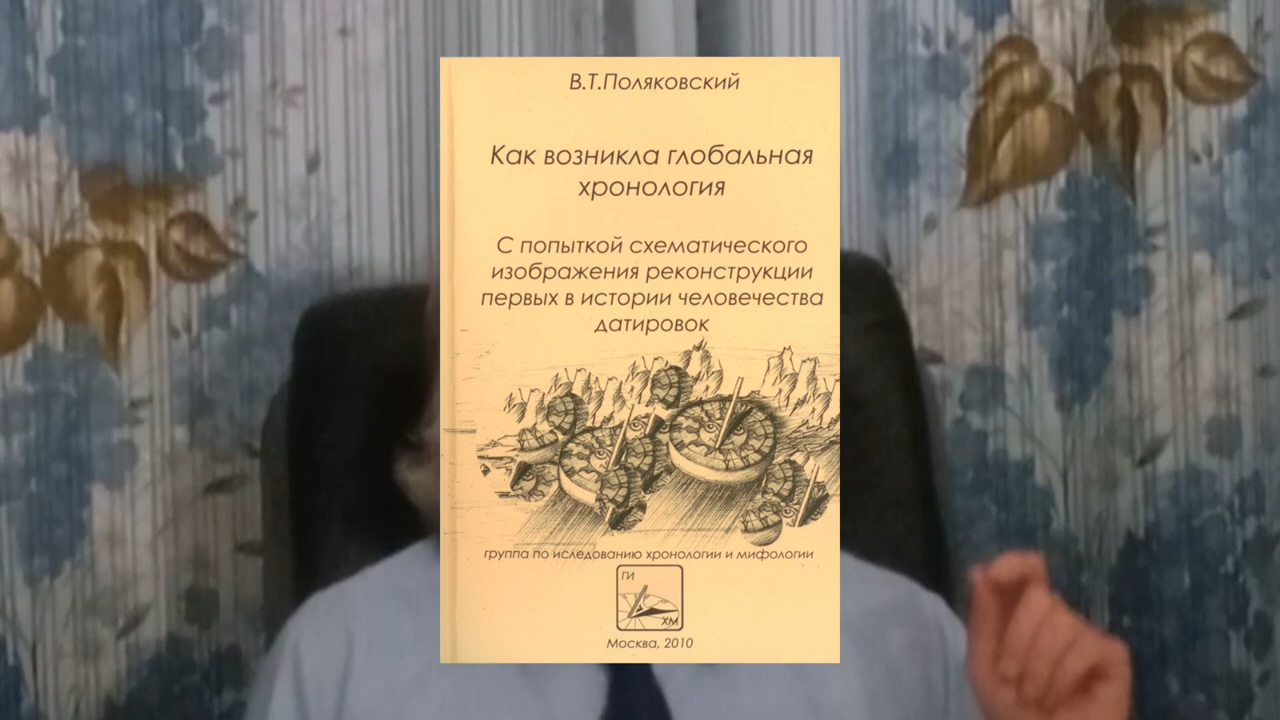 В.Т.Поляковский
Как возникла глобальная
хронология
С попыткой схематического
изображения реконструкции
первых в истории человечества
датировок
группа по иследованию хронологии и мифологии
ГИ
ХМ
Москва, 2010